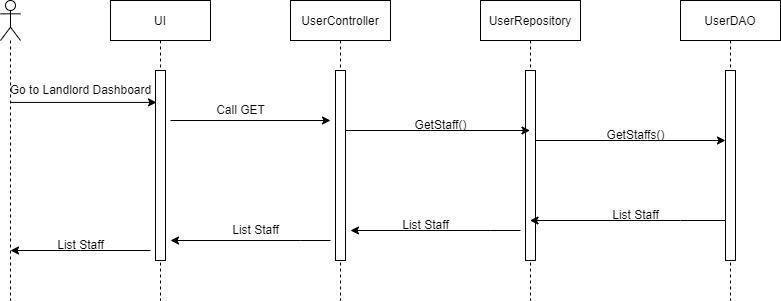 UI
UserController
UserRepository
UserDAO
Go to Landlord Dashboard
Call GET
GetStaff()
GetStaffs()
List Staff
List Staff
List Staff
List Staff